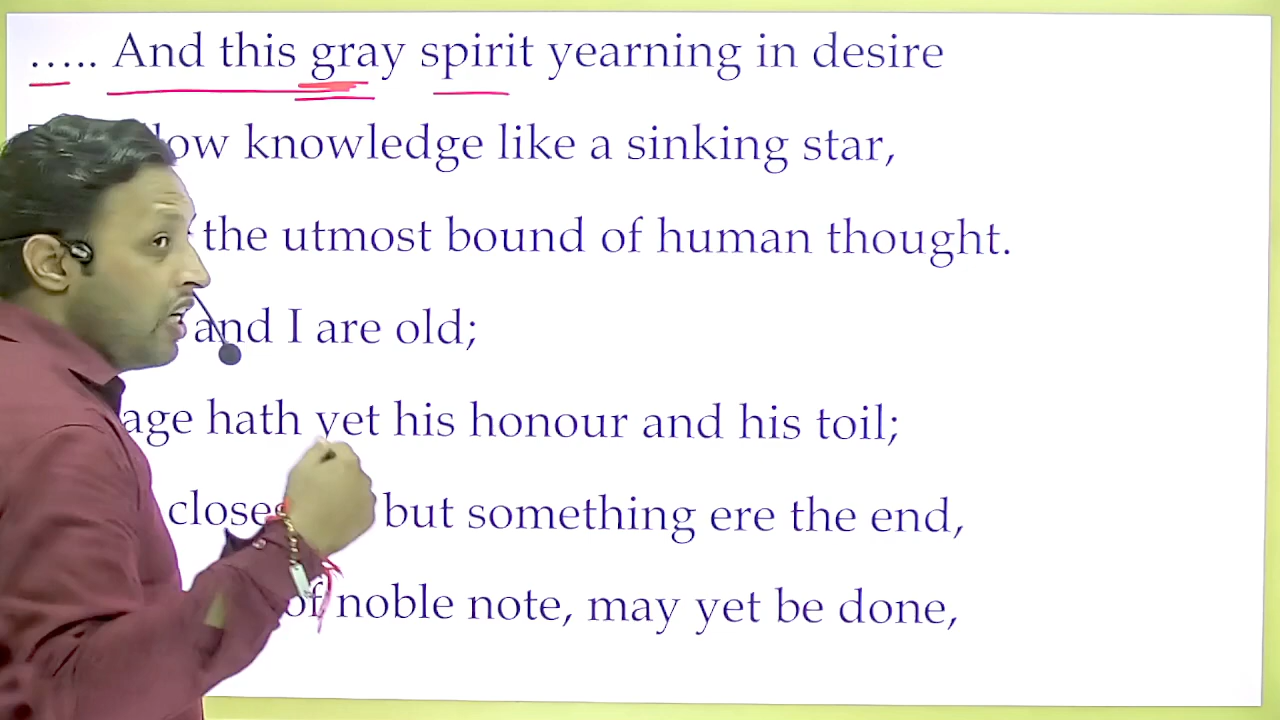 ..... And this gray spirit yearning in desire
knowledge like a sinking star,
the utmost bound of human thought.
and I are old;
age hath yet his honour and his toil;
but something ere the end,
of noble note, may yet be done,